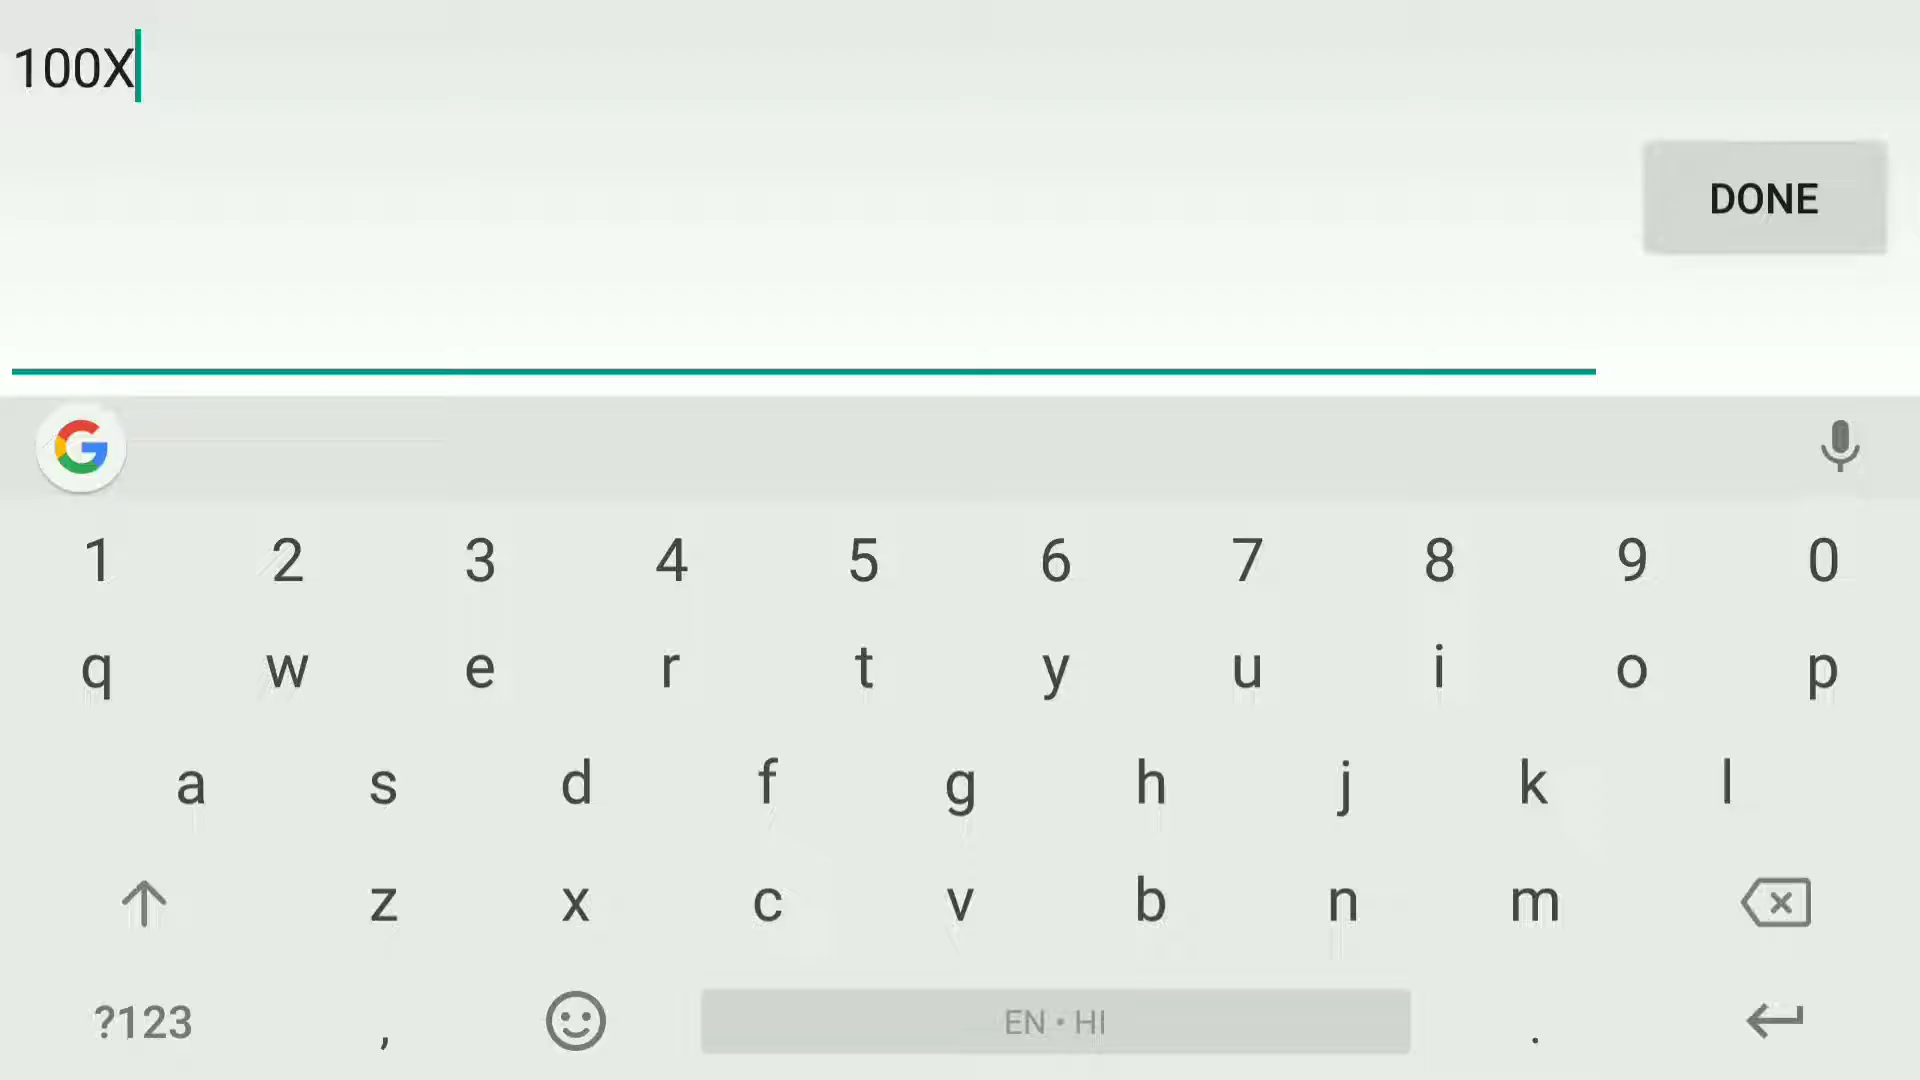 100X
DONE
1 2 3 4 5 6 7 8 9 0
q w e r t y u i o p
a s d f g h j k l
z x c v b n m
?123 , EN • HI .